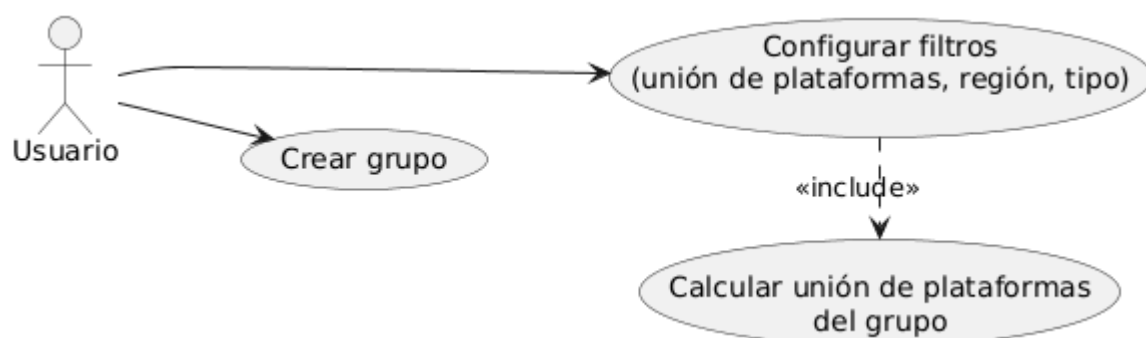 Configurar filtros
(unión de plataformas, región, tipo)
Usuario
Crear grupo
«include»
Calcular unión de plataformas
del grupo